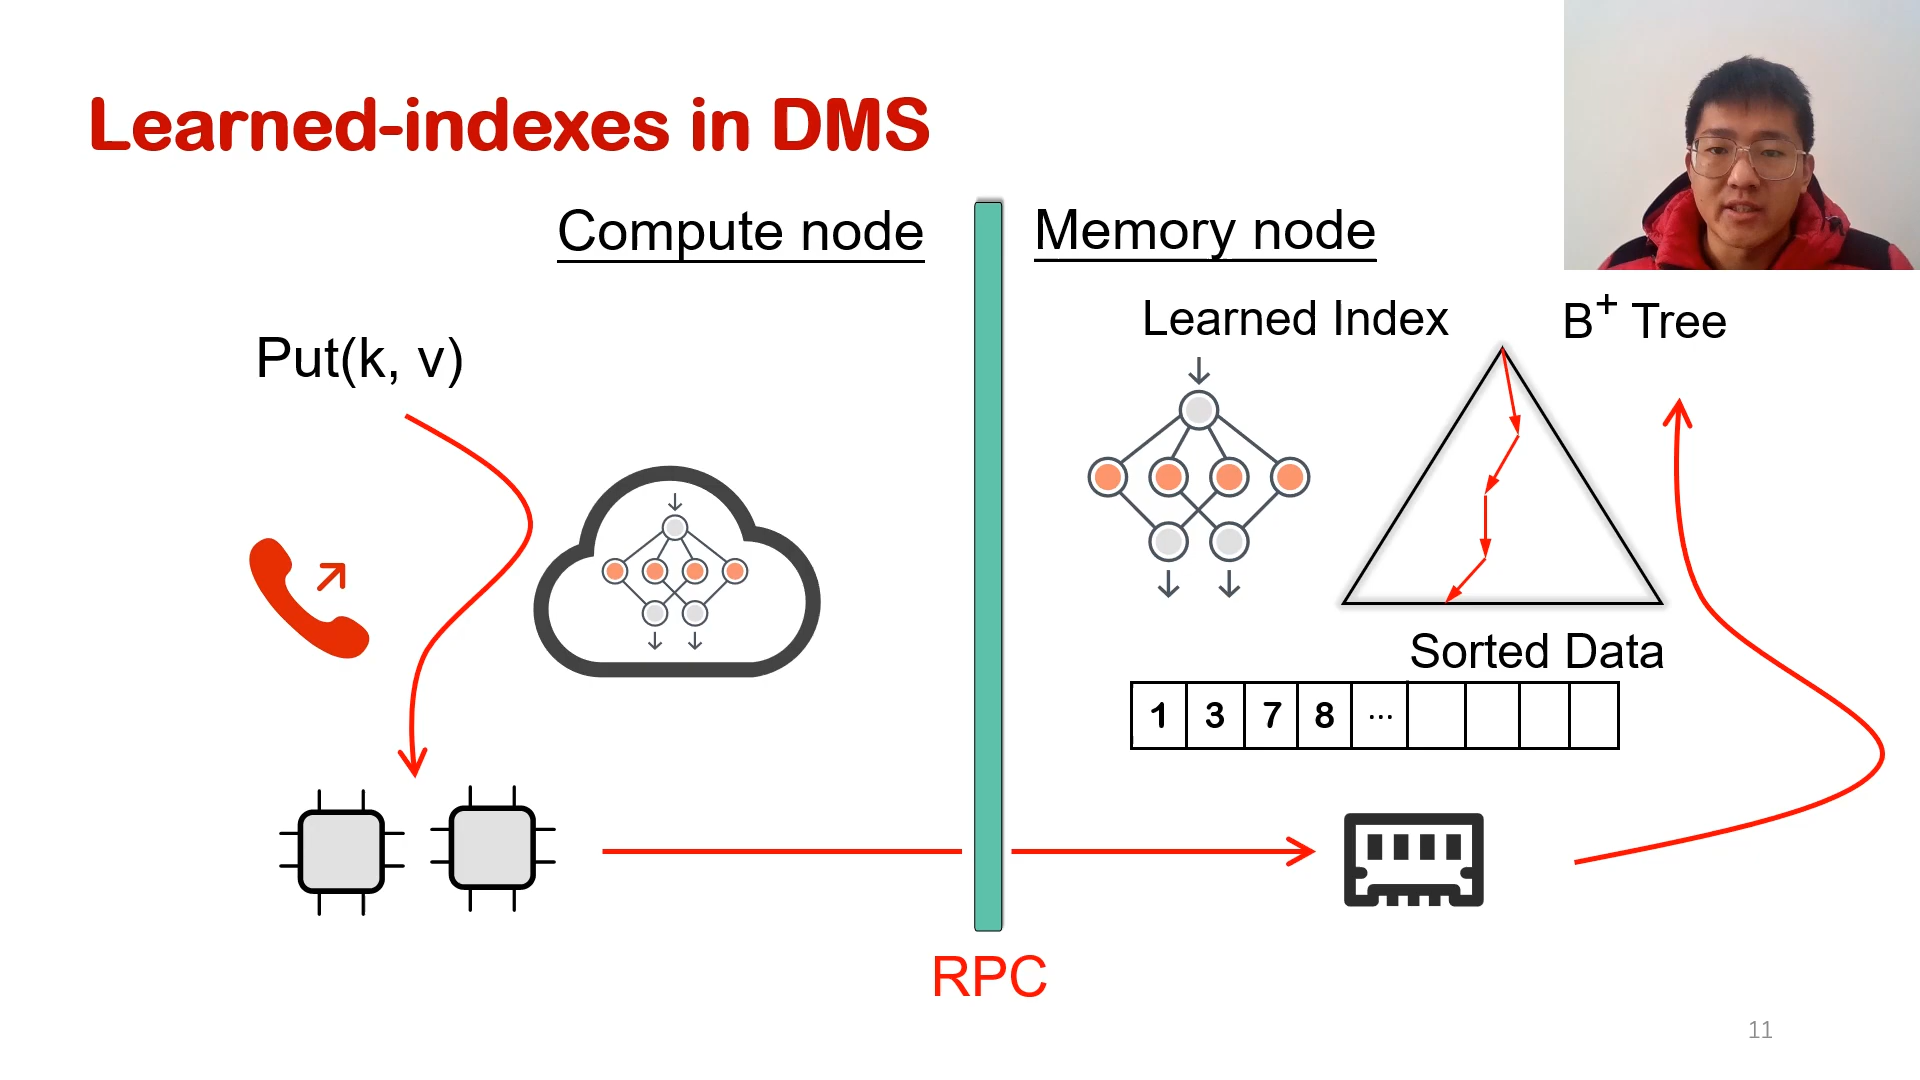 Learned-indexes in DMS
Compute node
Memory node
Learned Index
B+ Tree
Put(k, v)
Sorted Data
1 3 7 8 ...
RPC
11